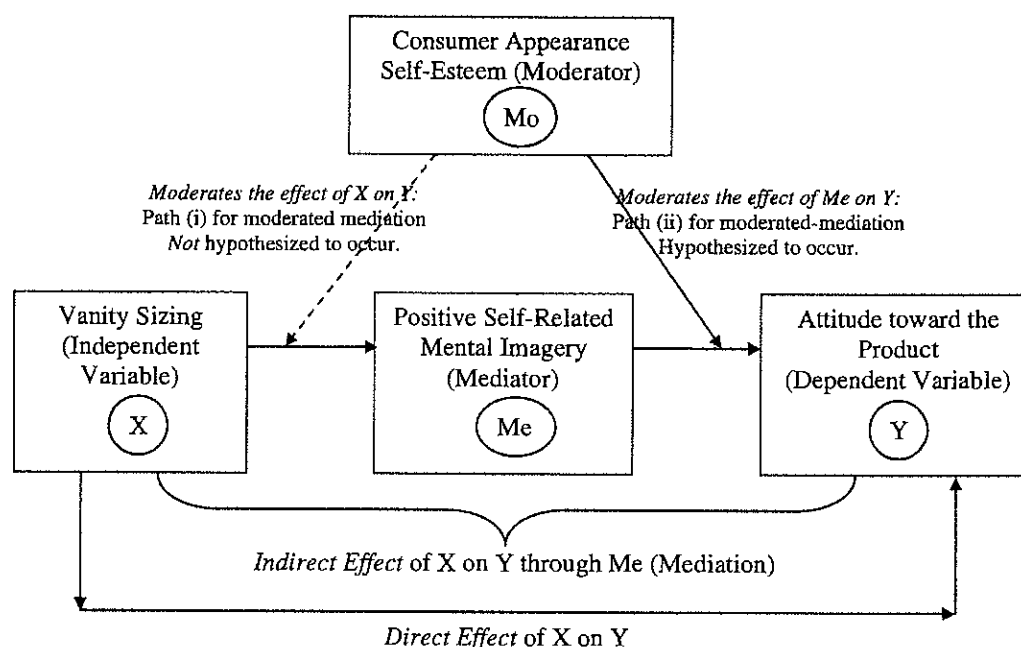 Consumer Appearance
Self-Esteem (Moderator)
Mo
Moderates the effect of X on Y:
Path (i) for moderated mediation
Not hypothesized to occur.
Moderates the effect of Me on Y:
Path (ii) for moderated-mediation
Hypothesized to occur.
Vanity Sizing
(Independent
Variable)
X
Positive Self-Related
Mental Imagery
(Mediator)
Me
Attitude toward the
Product
(Dependent Variable)
Y
Indirect Effect of X on Y through Me (Mediation)
Direct Effect of X on Y